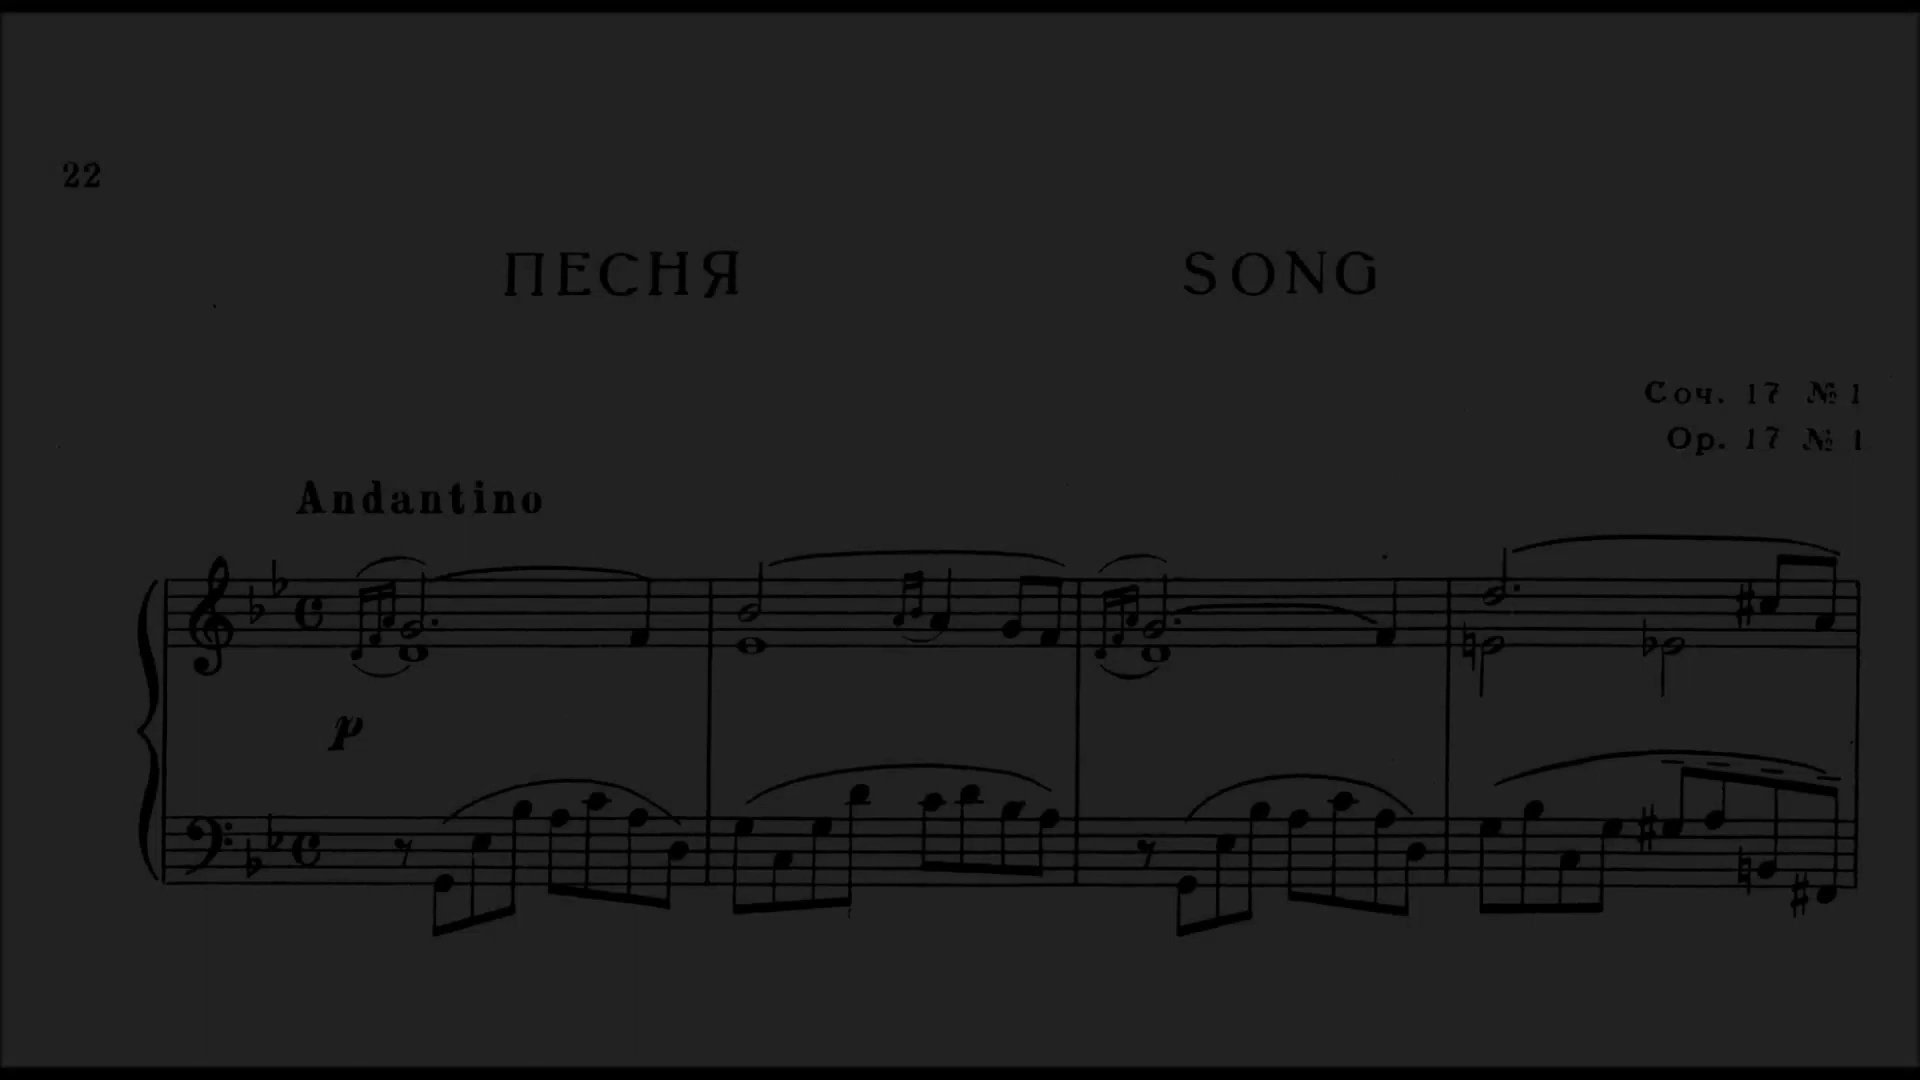 22
ПЕСНЯ SONG
Соч. 17 № 1
Op. 17 № 1
Andantino
p